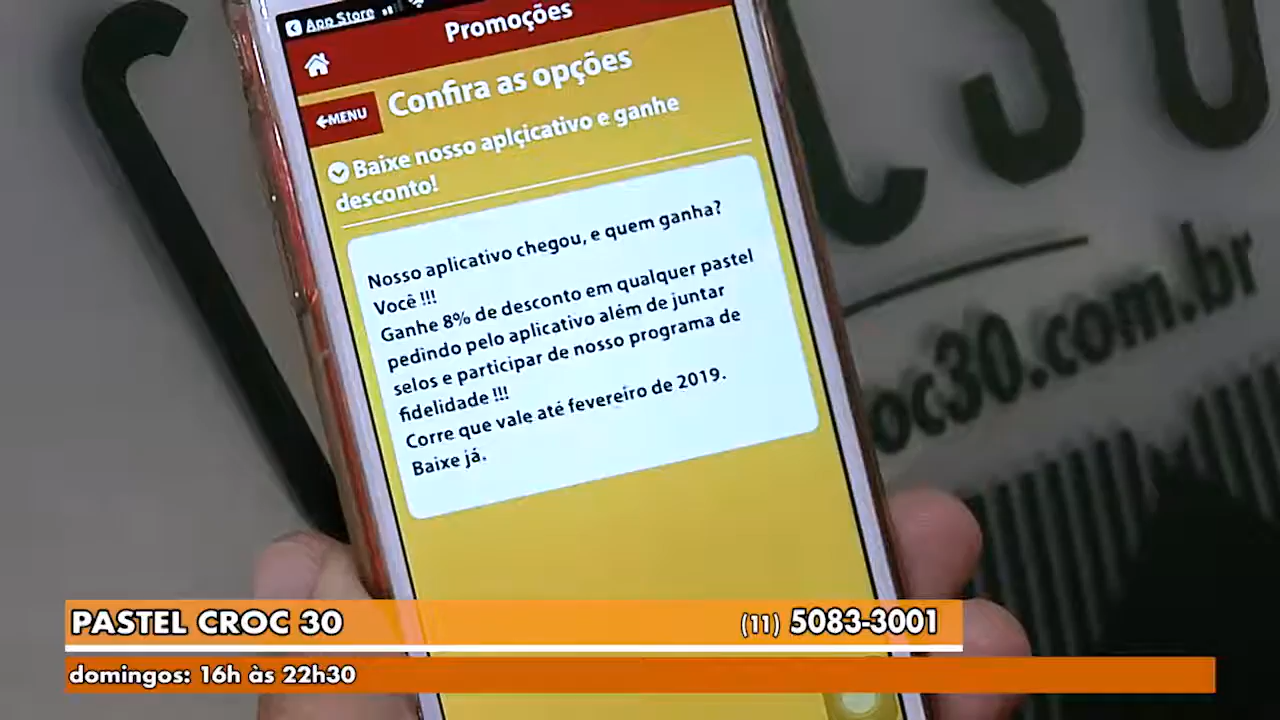 App Store
Promoções
MENU
Confira as opções
Baixe nosso aplçicativo e ganhe
desconto!
Nosso aplicativo chegou, e quem ganha?
Você !!!
Ganhe 8% de desconto em qualquer pastel
pedindo pelo aplicativo além de juntar
selos e participar de nosso programa de
fidelidade !!!
Corre que vale até fevereiro de 2019.
Baixe já.
oc30.com.br
PASTEL CROC 30
(11) 5083-3001
domingos: 16h às 22h30